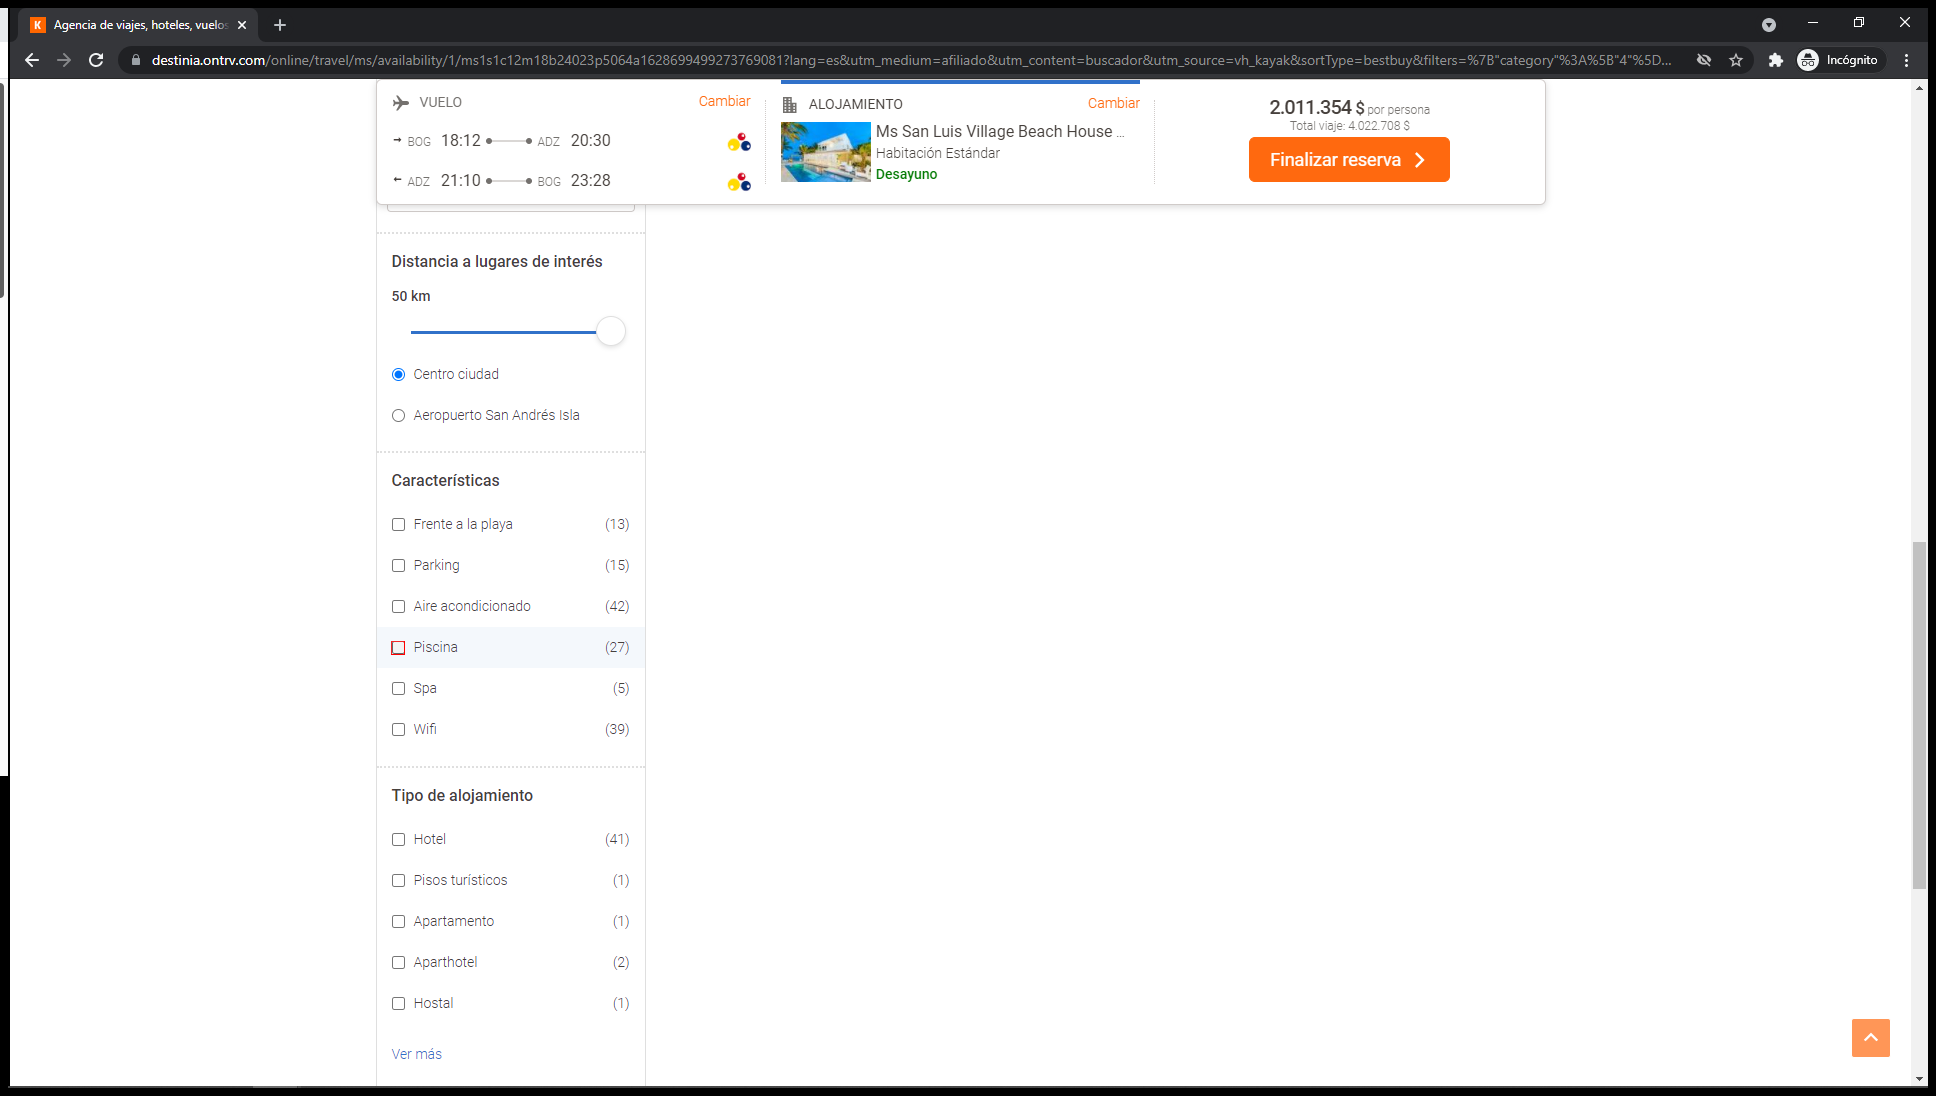 Agencia de viajes, hoteles, vuelos
destinia.ontrv.com/online/travel/ms/availability/1/ms1s1c12m18b24023p5064a16286994992737690​81?lang=es&utm_medium=afiliado&utm_content=buscador&utm_source=vh_kayak&sortType=bestbuy&filters=%7B"category"%3A%5B"4"%5D...
Incógnito
VUELO
Cambiar
BOG 18:12 ADZ 20:30
ADZ 21:10 BOG 23:28
ALOJAMIENTO
Cambiar
Ms San Luis Village Beach House ...
Habitación Estándar
Desayuno
2.011.354 $ por persona
Total viaje: 4.022.708 $
Finalizar reserva
Distancia a lugares de interés
50 km
Centro ciudad
Aeropuerto San Andrés Isla
Características
Frente a la playa (13)
Parking (15)
Aire acondicionado (42)
Piscina (27)
Spa (5)
Wifi (39)
Tipo de alojamiento
Hotel (41)
Pisos turísticos (1)
Apartamento (1)
Aparthotel (2)
Hostal (1)
Ver más